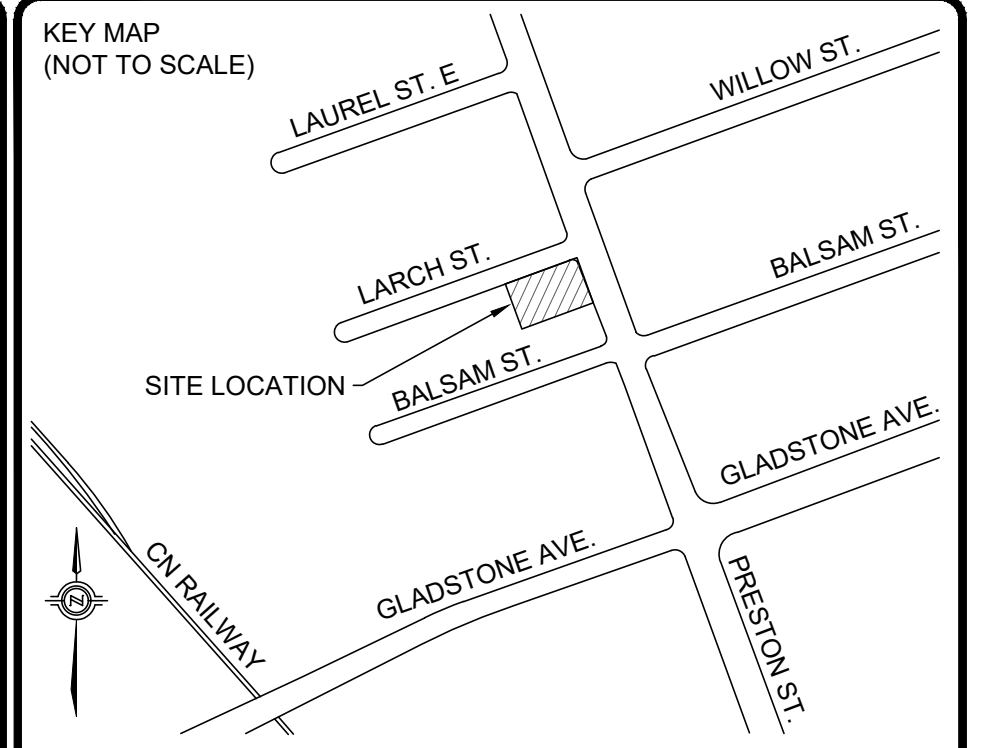 KEY MAP
(NOT TO SCALE)
LAUREL ST. E
WILLOW ST.
LARCH ST.
BALSAM ST.
SITE LOCATION
BALSAM ST.
GLADSTONE AVE.
CN RAILWAY
GLADSTONE AVE.
PRESTON ST.
N